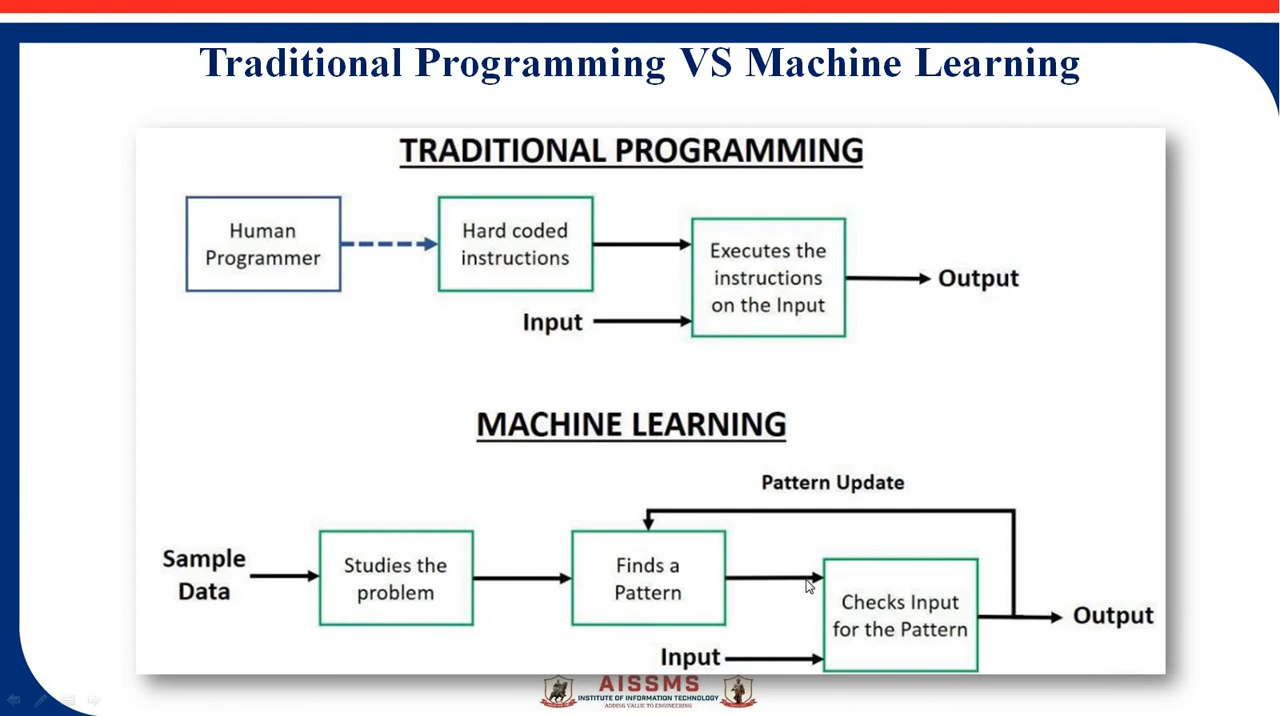 Traditional Programming VS Machine Learning
TRADITIONAL PROGRAMMING
Human
Programmer
Hard coded
instructions
Executes the
instructions
on the Input
Output
Input
MACHINE LEARNING
Pattern Update
Sample
Data
Studies the
problem
Finds a
Pattern
Checks Input
for the Pattern
Output
Input
AISSMS
INSTITUTE OF INFORMATION TECHNOLOGY
ADDING VALUE TO ENGINEERING